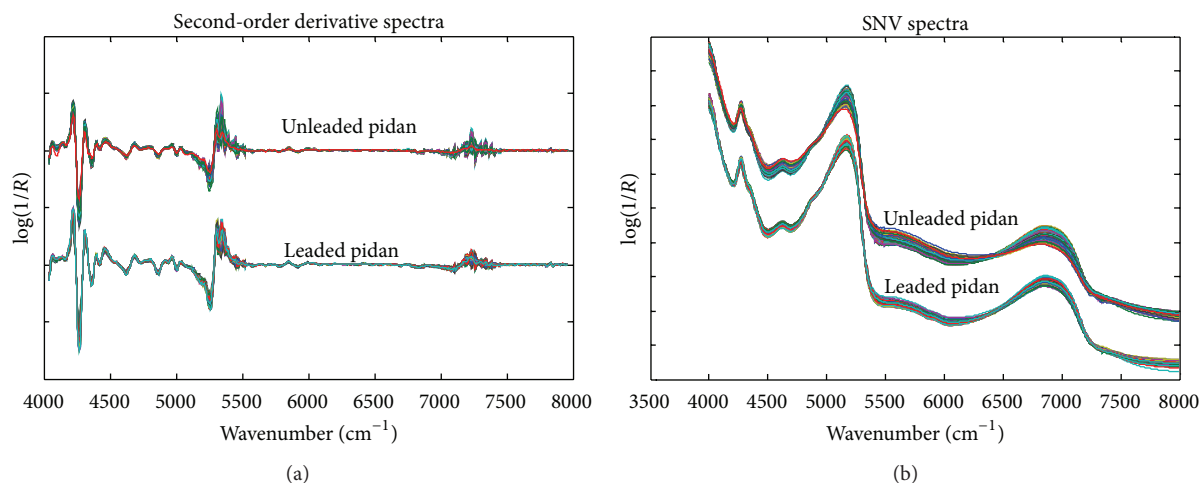 Second-order derivative spectra
log(1/R)
Unleaded pidan
Leaded pidan
4000 4500 5000 5500 6000 6500 7000 7500 8000
Wavenumber (cm⁻¹)
(a)
SNV spectra
log(1/R)
Unleaded pidan
Leaded pidan
3500 4000 4500 5000 5500 6000 6500 7000 7500 8000
Wavenumber (cm⁻¹)
(b)